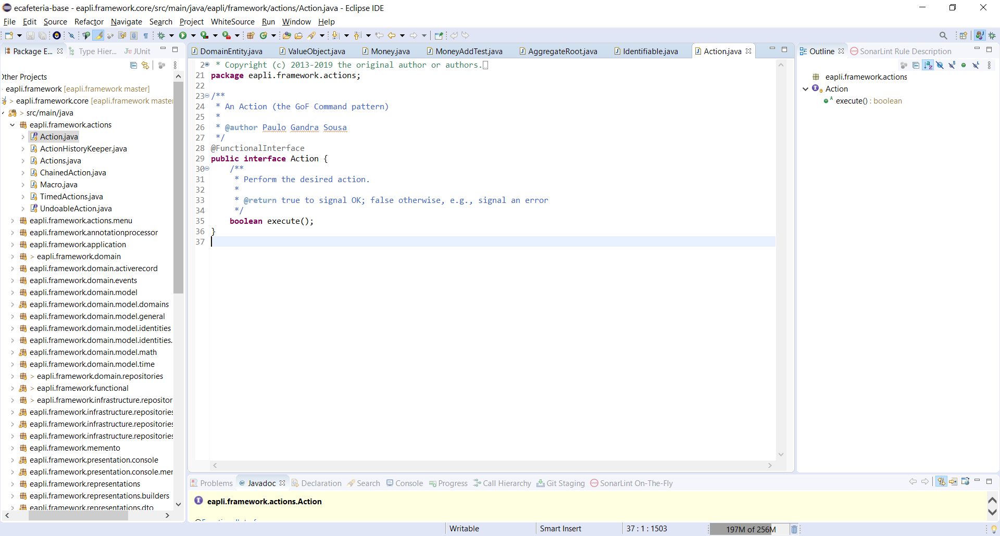 ecafeteria-base - eapli.framework.core/src/main/java/eapli/framework/actions/Action.java - Eclipse IDE
File Edit Source Refactor Navigate Search Project WhiteSource Run Window Help
Package E... Type Hier... JUnit
Other Projects
eapli.framework [eapli.framework master]
> eapli.framework.core [eapli.framework master
> src/main/java
eapli.framework.actions
Action.java
ActionHistoryKeeper.java
Actions.java
ChainedAction.java
Macro.java
TimedActions.java
UndoableAction.java
eapli.framework.actions.menu
eapli.framework.annotationprocessor
eapli.framework.application
> eapli.framework.domain
eapli.framework.domain.activerecord
eapli.framework.domain.events
eapli.framework.domain.model
eapli.framework.domain.model.domains
eapli.framework.domain.model.general
eapli.framework.domain.model.identities
eapli.framework.domain.model.identities.
eapli.framework.domain.model.math
eapli.framework.domain.model.time
> eapli.framework.domain.repositories
> eapli.framework.functional
> eapli.framework.infrastructure.repositor
eapli.framework.infrastructure.repositories
eapli.framework.infrastructure.repositories
eapli.framework.infrastructure.repositories
eapli.framework.memento
eapli.framework.presentation.console
eapli.framework.presentation.console.mer
eapli.framework.representations
eapli.framework.representations.builders
eapli.framework.representations.dto
DomainEntity.java ValueObject.java Money.java MoneyAddTest.java AggregateRoot.java Identifiable.java Action.java
2 * Copyright (c) 2013-2019 the original author or authors.
21 package eapli.framework.actions;
22
23 /**
24 * An Action (the GoF Command pattern)
25 *
26 * @author Paulo Gandra Sousa
27 */
28 @FunctionalInterface
29 public interface Action {
30 /**
31 * Perform the desired action.
32 *
33 * @return true to signal OK; false otherwise, e.g., signal an error
34 */
35 boolean execute();
36 }
37
Outline SonarLint Rule Description
eapli.framework.actions
Action
execute() : boolean
Problems @ Javadoc Declaration Search Console Progress Call Hierarchy Git Staging SonarLint On-The-Fly
eapli.framework.actions.Action
Writable Smart Insert 37 : 1 : 1503 197M of 256M